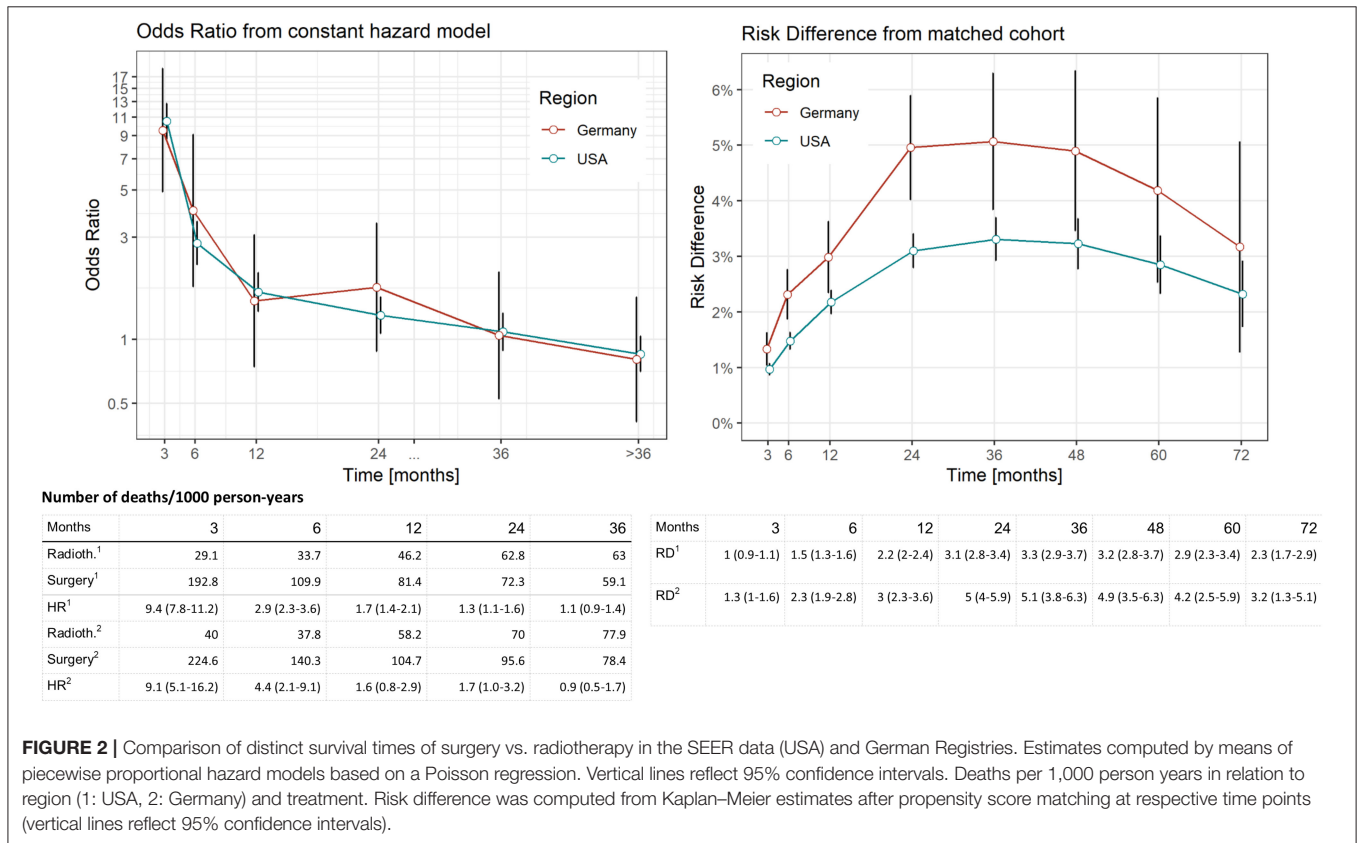 Odds Ratio from constant hazard model
17
15
13
11
9
7
5
3
1
0.5
Odds Ratio
Region
Germany
USA
3 6 12 24 ... 36 >36
Time [months]
Risk Difference from matched cohort
6%
5%
4%
3%
2%
1%
0%
Risk Difference
Region
Germany
USA
3 6 12 24 36 48 60 72
Time [months]
Number of deaths/1000 person-years
Months 3 6 12 24 36
Radioth.1 29.1 33.7 46.2 62.8 63
Surgery1 192.8 109.9 81.4 72.3 59.1
HR1 9.4 (7.8-11.2) 2.9 (2.3-3.6) 1.7 (1.4-2.1) 1.3 (1.1-1.6) 1.1 (0.9-1.4)
Radioth.2 40 37.8 58.2 70 77.9
Surgery2 224.6 140.3 104.7 95.6 78.4
HR2 9.1 (5.1-16.2) 4.4 (2.1-9.1) 1.6 (0.8-2.9) 1.7 (1.0-3.2) 0.9 (0.5-1.7)
Months 3 6 12 24 36 48 60 72
RD1 1 (0.9-1.1) 1.5 (1.3-1.6) 2.2 (2-2.4) 3.1 (2.8-3.4) 3.3 (2.9-3.7) 3.2 (2.8-3.7) 2.9 (2.3-3.4) 2.3 (1.7-2.9)
RD2 1.3 (1-1.6) 2.3 (1.9-2.8) 3 (2.3-3.6) 5 (4-5.9) 5.1 (3.8-6.3) 4.9 (3.5-6.3) 4.2 (2.5-5.9) 3.2 (1.3-5.1)
FIGURE 2 | Comparison of distinct survival times of surgery vs. radiotherapy in the SEER data (USA) and German Registries. Estimates computed by means of
piecewise proportional hazard models based on a Poisson regression. Vertical lines reflect 95% confidence intervals. Deaths per 1,000 person years in relation to
region (1: USA, 2: Germany) and treatment. Risk difference was computed from Kaplan–Meier estimates after propensity score matching at respective time points
(vertical lines reflect 95% confidence intervals).